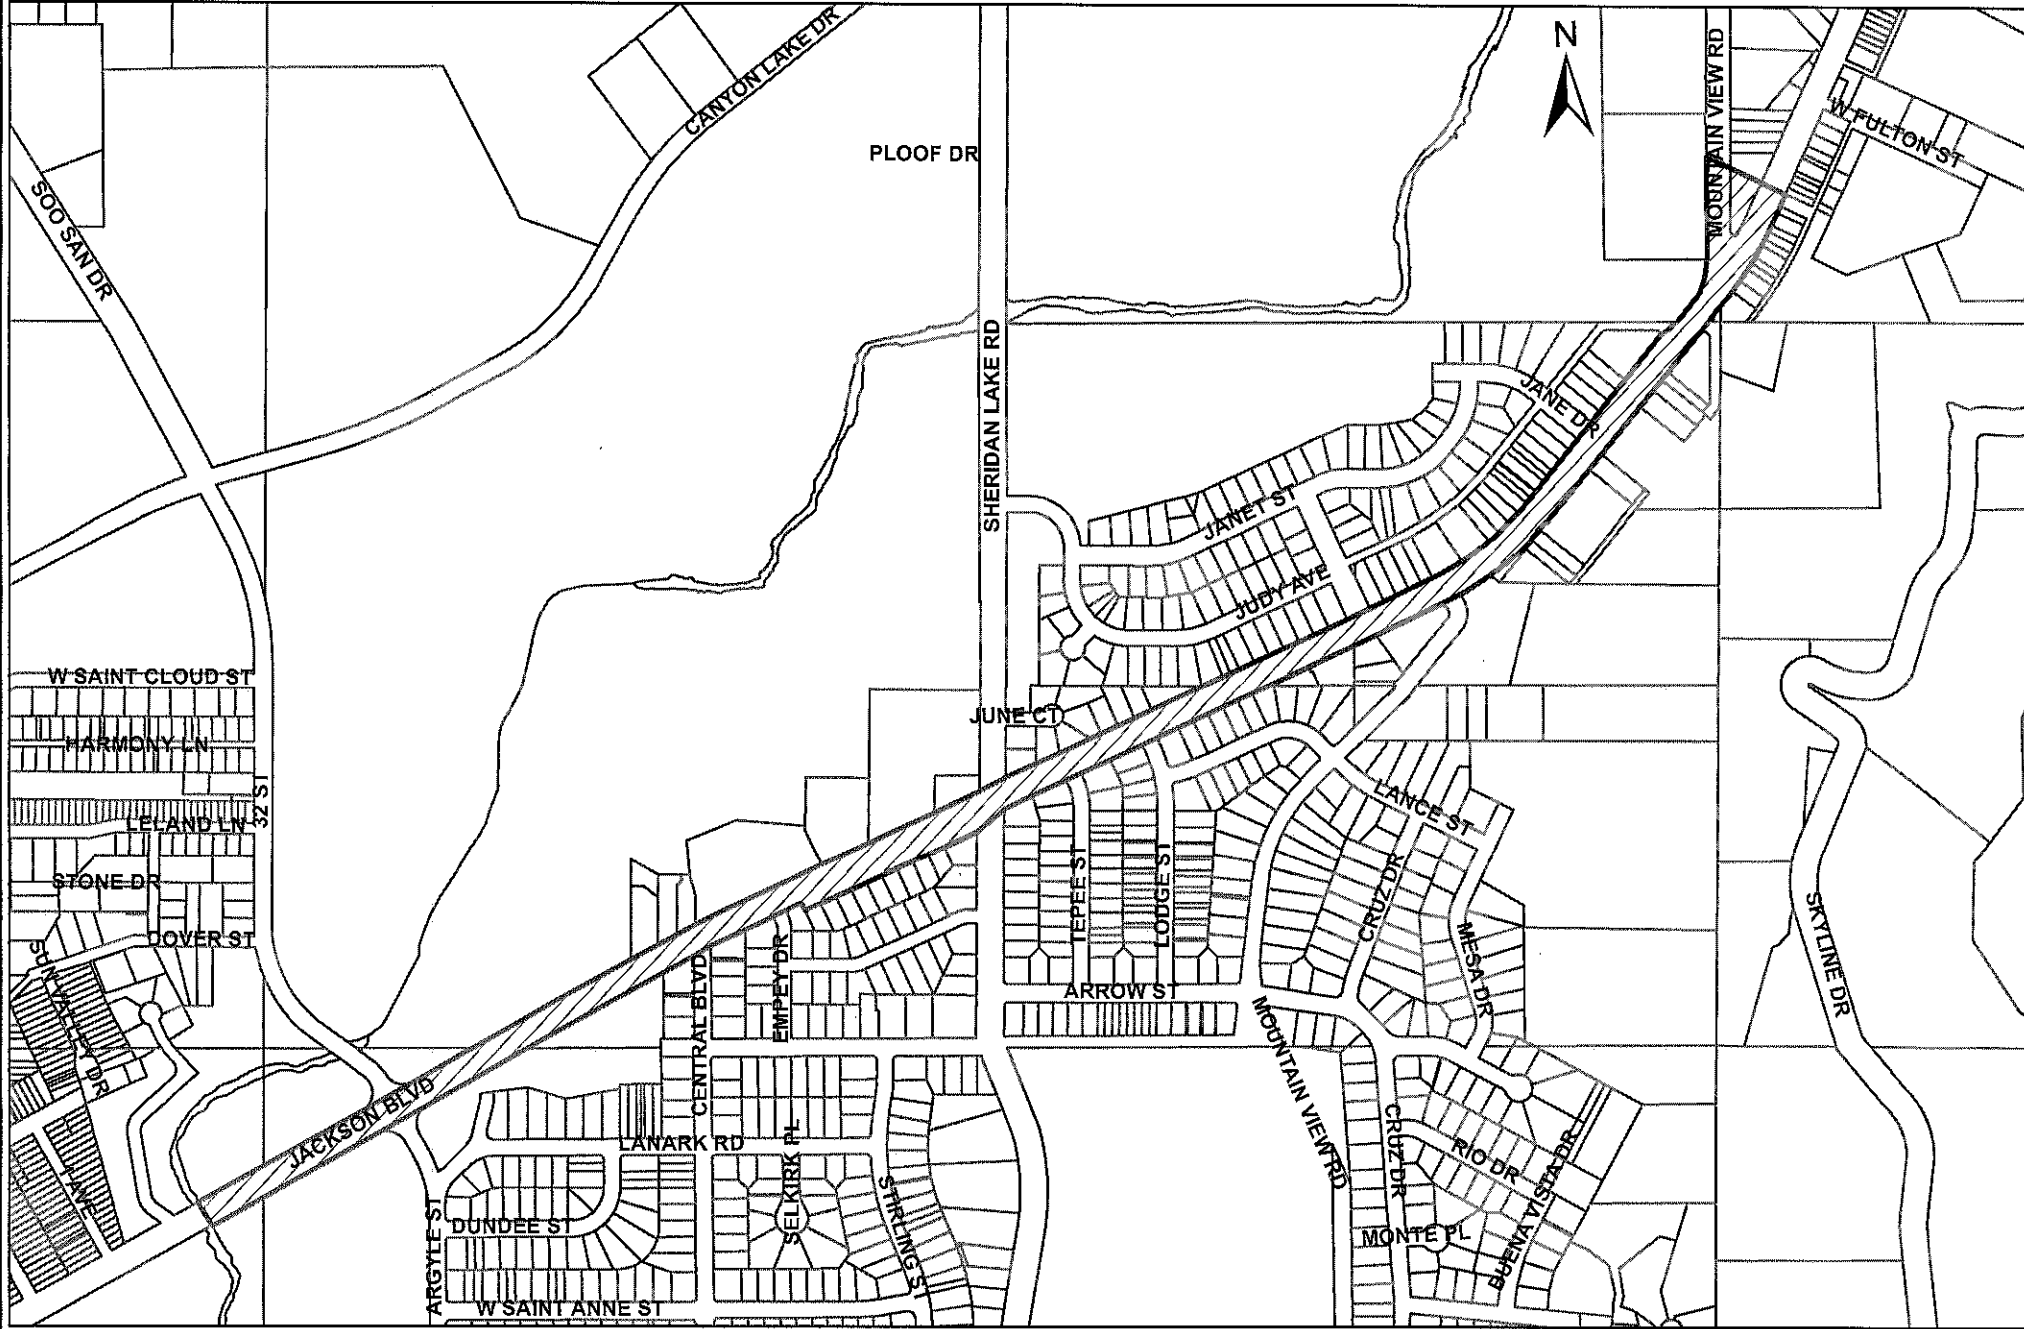 CANYON LAKE DR
N
MOUNTAIN VIEW RD
W FULTON ST
PLOOF DR
SOO SAN DR
SHERIDAN LAKE RD
JANE DR
JANET ST
JUDY AVE
W SAINT CLOUD ST
JUNE CT
HARMONY LN
32 ST
LELAND LN
LANCE ST
STONE DR
TEPEE ST
LODGE ST
CRUZ DR
SKYLINE DR
DOVER ST
SUN VALLEY DR
CENTRAL BLVD
EMPEY DR
MESA DR
ARROW ST
MOUNTAIN VIEW RD
JACKSON BLVD
LANARK RD
SELKIRK PL
CRUZ DR
RIO DR
BUENA VISTA DR
STIRLING ST
ARGYLE ST
DUNDEE ST
MONTE PL
W SAINT ANNE ST